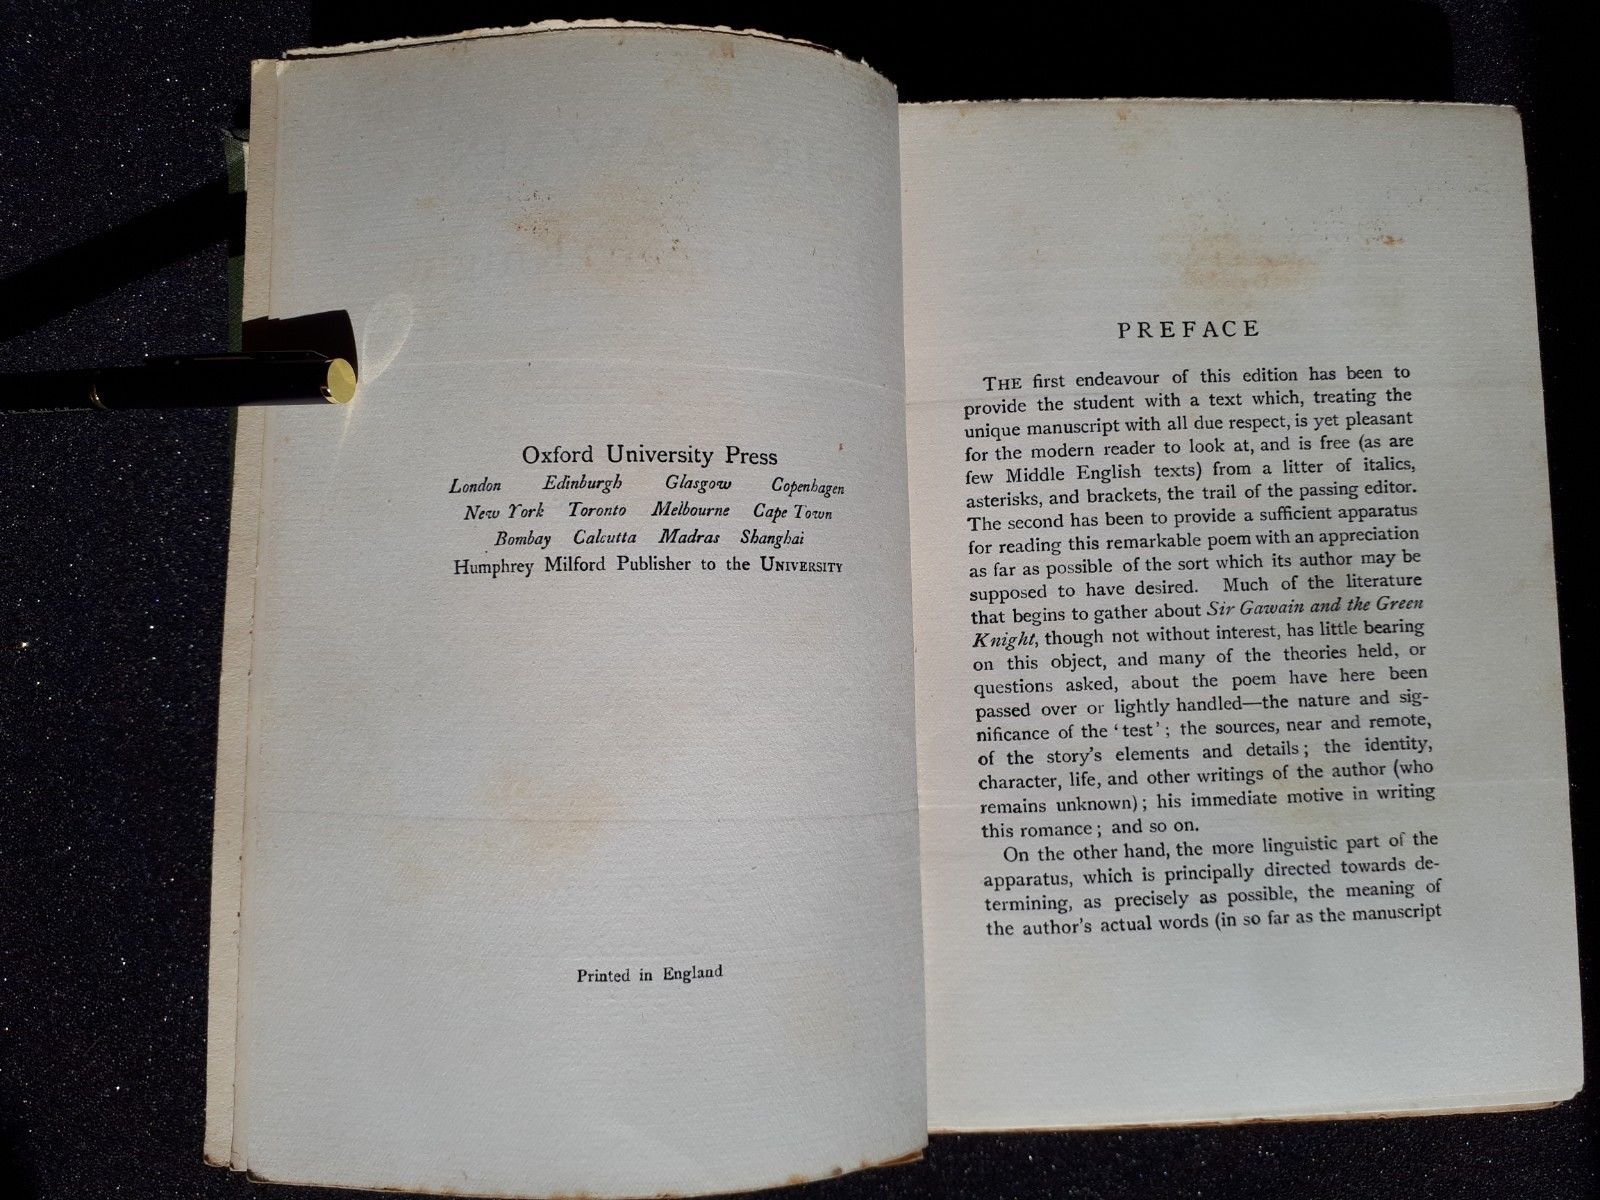 Oxford University Press
London Edinburgh Glasgow Copenhagen
New York Toronto Melbourne Cape Town
Bombay Calcutta Madras Shanghai
Humphrey Milford Publisher to the UNIVERSITY
Printed in England
PREFACE
THE first endeavour of this edition has been to
provide the student with a text which, treating the
unique manuscript with all due respect, is yet pleasant
for the modern reader to look at, and is free (as are
few Middle English texts) from a litter of italics,
asterisks, and brackets, the trail of the passing editor.
The second has been to provide a sufficient apparatus
for reading this remarkable poem with an appreciation
as far as possible of the sort which its author may be
supposed to have desired. Much of the literature
that begins to gather about Sir Gawain and the Green
Knight, though not without interest, has little bearing
on this object, and many of the theories held, or
questions asked, about the poem have here been
passed over or lightly handled—the nature and sig-
nificance of the ‘test’; the sources, near and remote,
of the story’s elements and details; the identity,
character, life, and other writings of the author (who
remains unknown); his immediate motive in writing
this romance; and so on.
On the other hand, the more linguistic part of the
apparatus, which is principally directed towards de-
termining, as precisely as possible, the meaning of
the author’s actual words (in so far as the manuscript